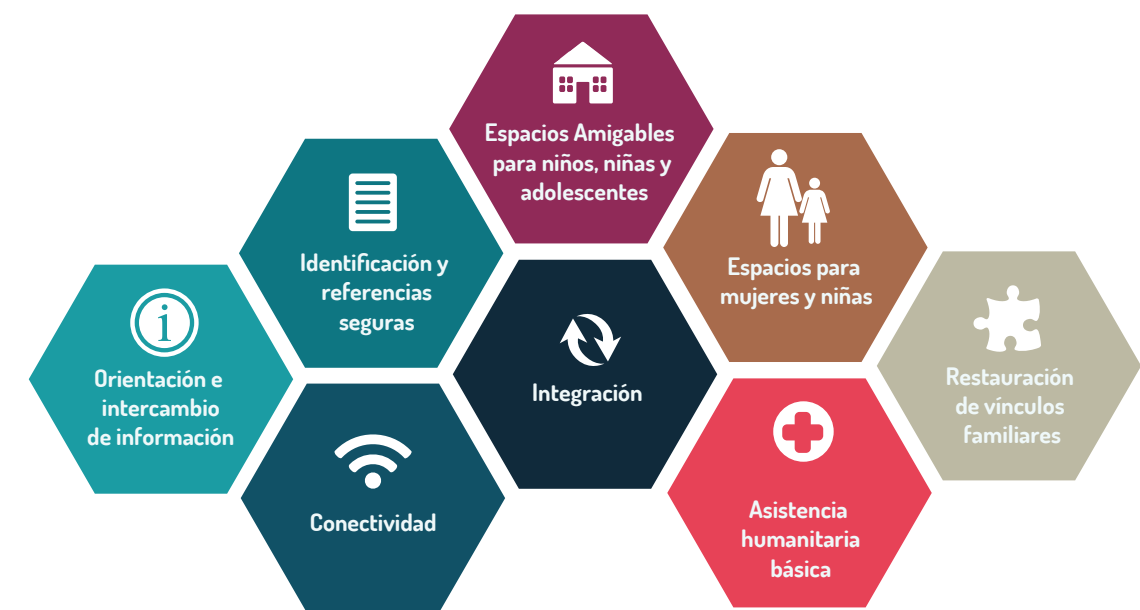 Espacios Amigables
para niños, niñas y
adolescentes
Identificación y
referencias
seguras
Espacios para
mujeres y niñas
Orientación e
intercambio
de información
Integración
Restauración
de vínculos
familiares
Conectividad
Asistencia
humanitaria
básica